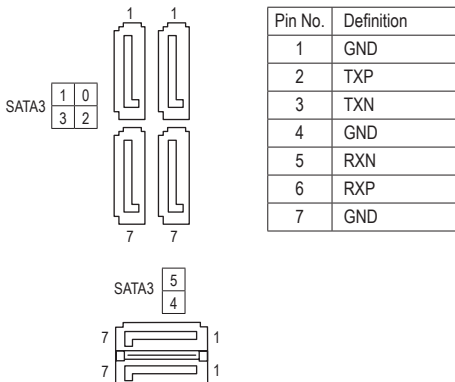 1 1
SATA3
1 0
3 2
7 7
SATA3
5
4
7 1
7 1
Pin No. Definition
1 GND
2 TXP
3 TXN
4 GND
5 RXN
6 RXP
7 GND